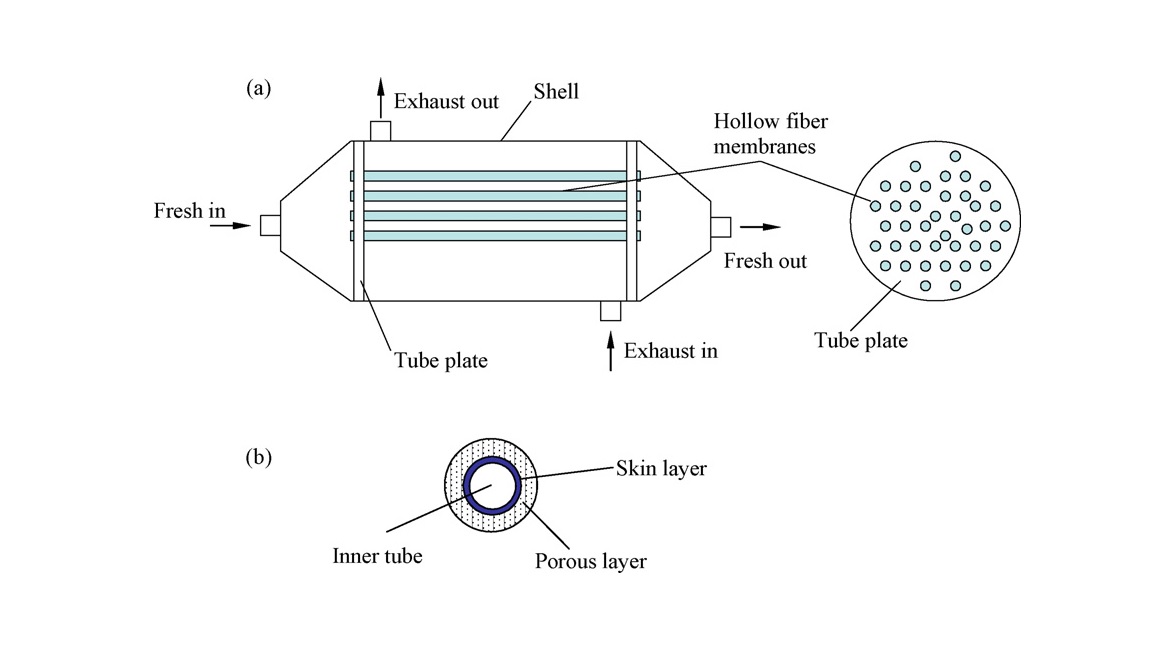 (a)
Exhaust out
Shell
Hollow fiber
membranes
Fresh in
Fresh out
Tube plate
Exhaust in
Tube plate
(b)
Skin layer
Inner tube
Porous layer